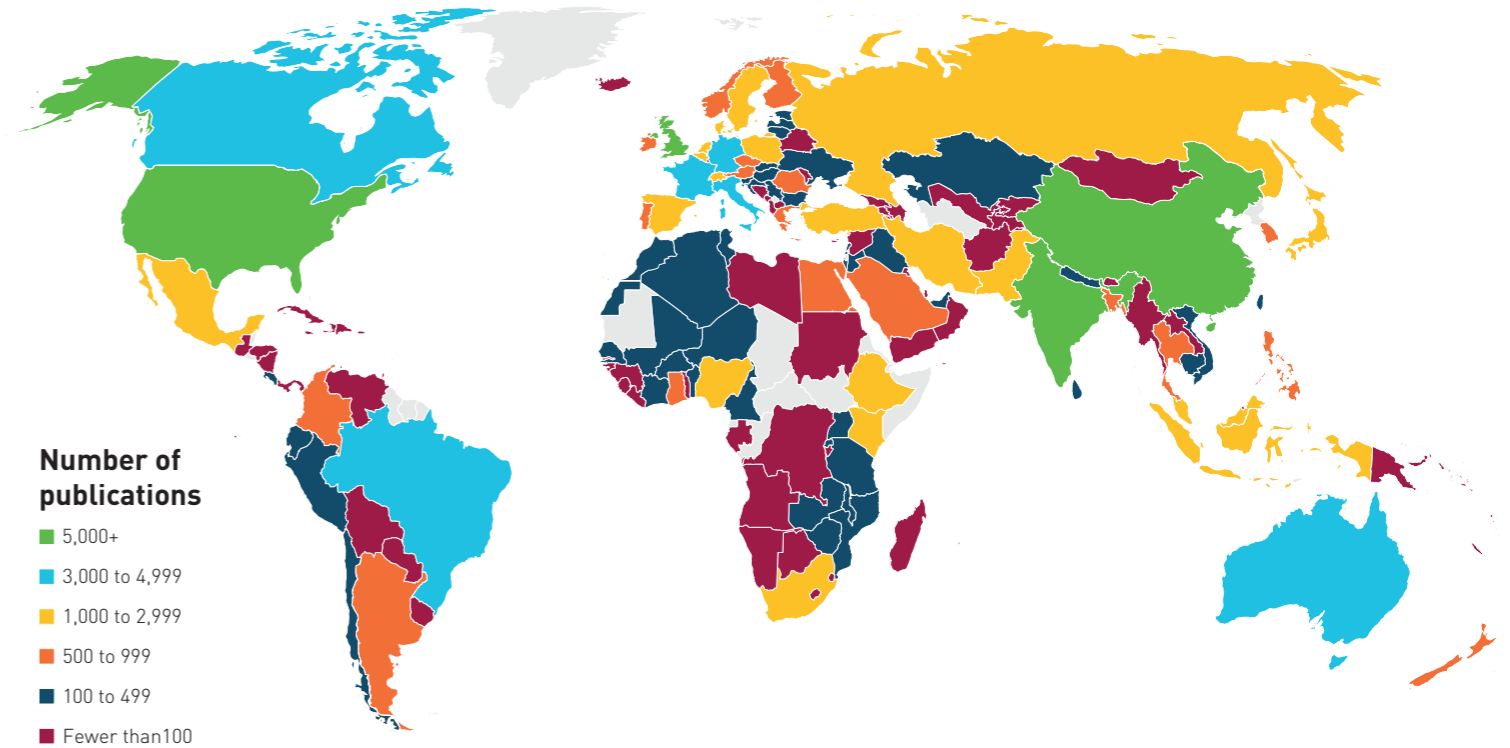 Number of
publications
5,000+
3,000 to 4,999
1,000 to 2,999
500 to 999
100 to 499
Fewer than100